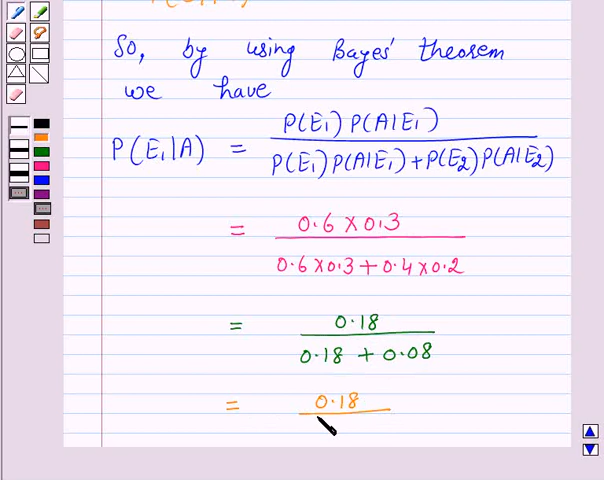 So, by using Bayes' theorem
we have
P(E₁|A) = P(E₁) P(A|E₁) / P(E₁) P(A|E₁) + P(E₂) P(A|E₂)
= 0.6 × 0.3 / 0.6 × 0.3 + 0.4 × 0.2
= 0.18 / 0.18 + 0.08
= 0.18